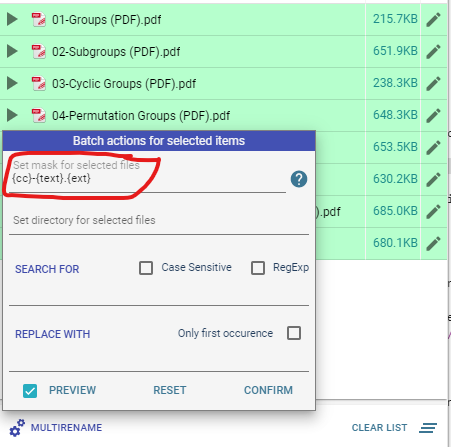 01-Groups (PDF).pdf 215.7KB
02-Subgroups (PDF).pdf 651.9KB
03-Cyclic Groups (PDF).pdf 238.3KB
04-Permutation Groups (PDF).pdf 648.3KB
653.5KB
630.2KB
).pdf 685.0KB
680.1KB
Batch actions for selected items
Set mask for selected files
{cc}-{text}.{ext}
?
Set directory for selected files
SEARCH FOR Case Sensitive RegExp
REPLACE WITH Only first occurence
PREVIEW RESET CONFIRM
MULTIRENAME CLEAR LIST